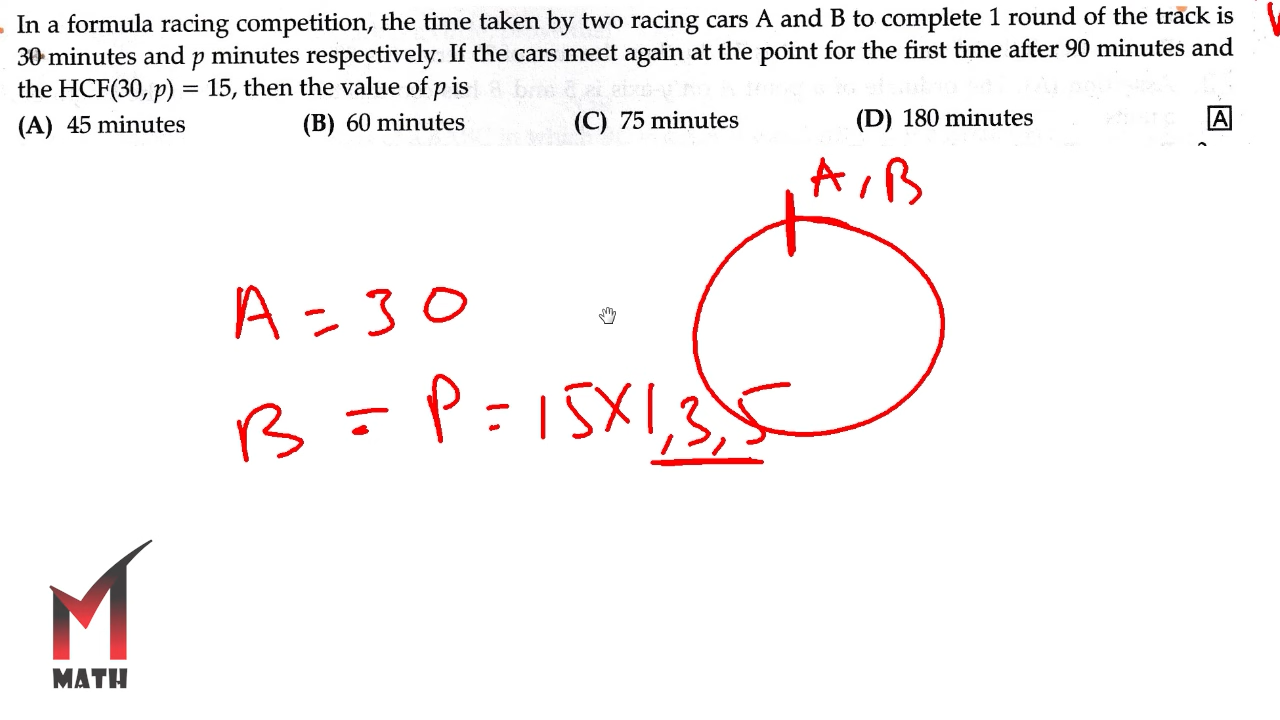 In a formula racing competition, the time taken by two racing cars A and B to complete 1 round of the track is
30 minutes and p minutes respectively. If the cars meet again at the point for the first time after 90 minutes and
the HCF(30, p) = 15, then the value of p is
(A) 45 minutes (B) 60 minutes (C) 75 minutes (D) 180 minutes A
A, B
A = 30
B = P = 15 X 1, 3, 5
MATH